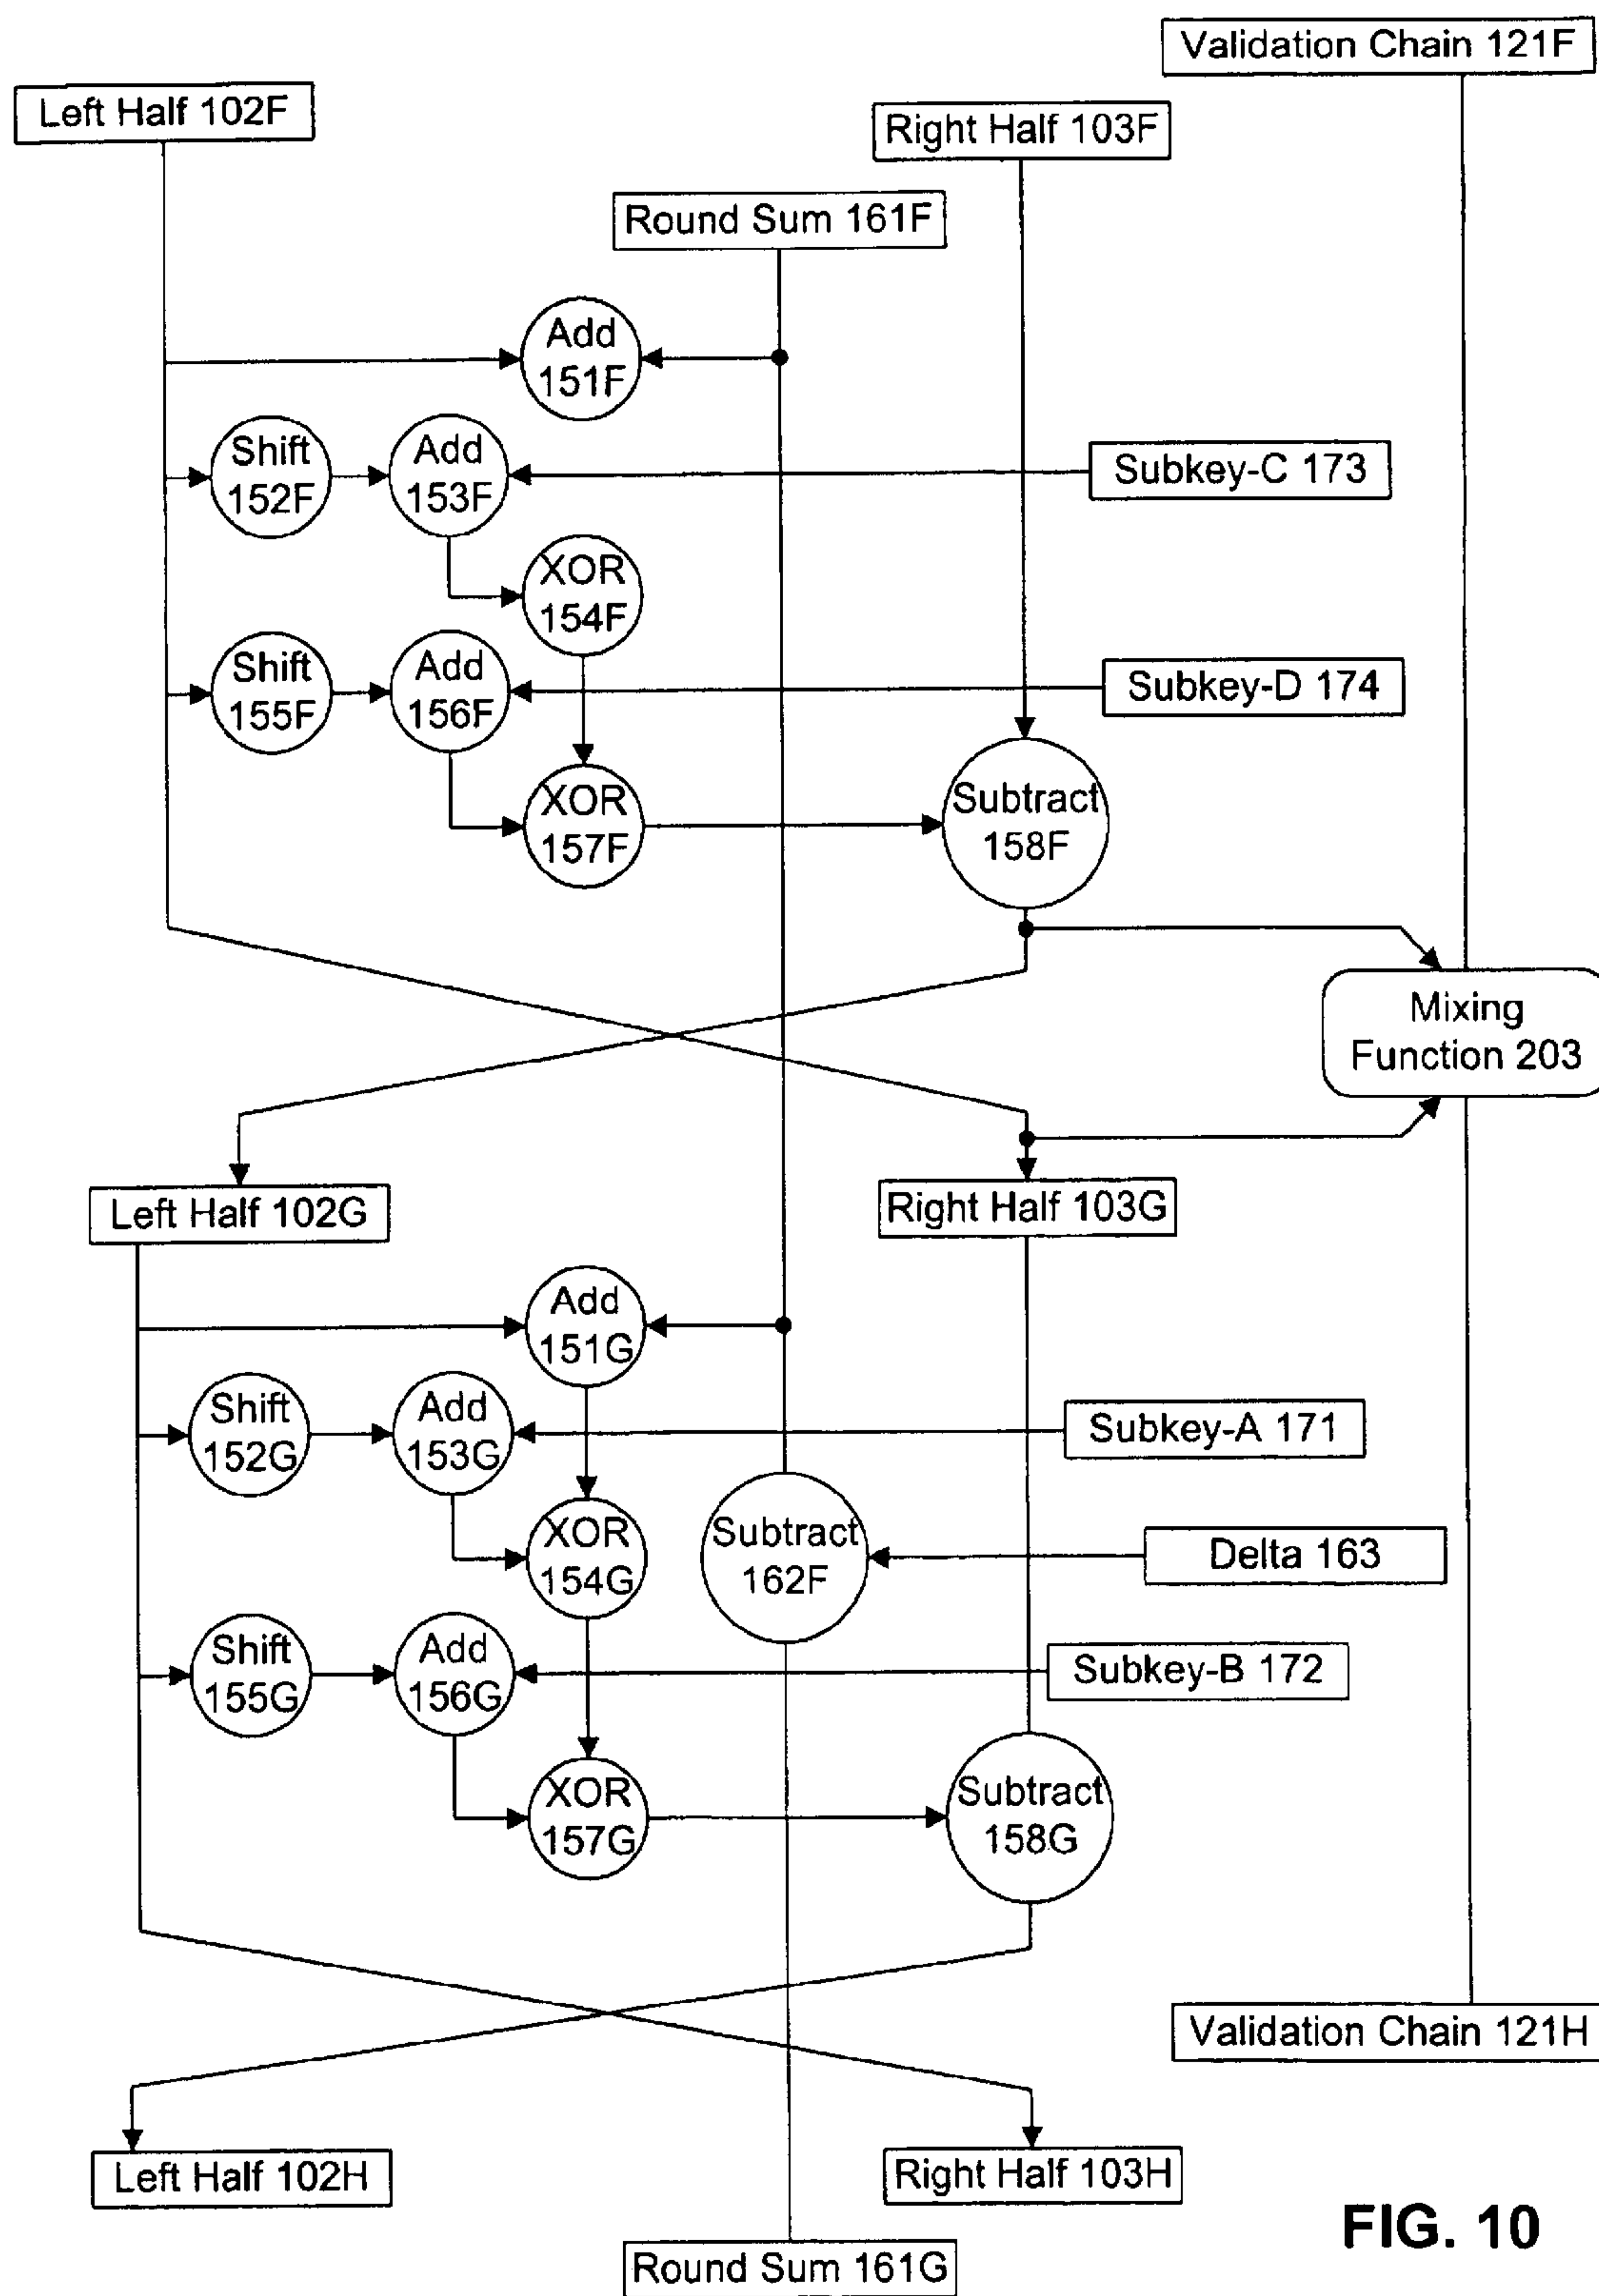 Validation Chain 121F
Left Half 102F
Right Half 103F
Round Sum 161F
Add
151F
Shift
152F
Add
153F
Subkey-C 173
XOR
154F
Shift
155F
Add
156F
Subkey-D 174
XOR
157F
Subtract
158F
Mixing
Function 203
Left Half 102G
Right Half 103G
Add
151G
Shift
152G
Add
153G
Subkey-A 171
XOR
154G
Subtract
162F
Delta 163
Shift
155G
Add
156G
Subkey-B 172
XOR
157G
Subtract
158G
Validation Chain 121H
Left Half 102H
Right Half 103H
FIG. 10
Round Sum 161G